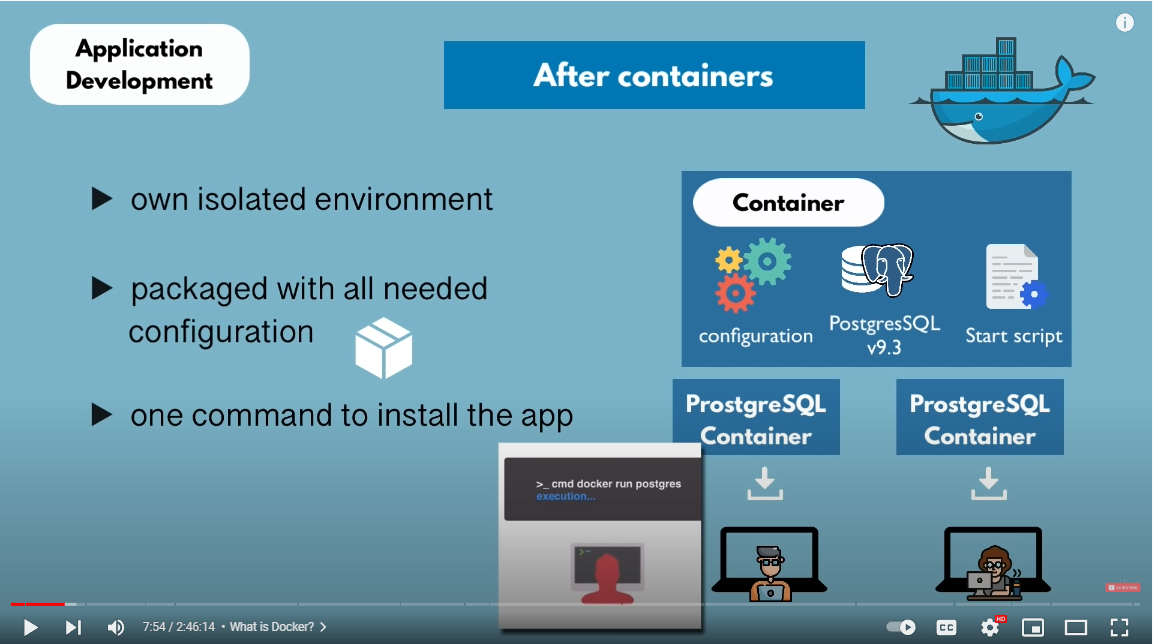 Application
Development
After containers
own isolated environment
packaged with all needed
configuration
one command to install the app
Container
configuration
PostgresSQL
v9.3
Start script
ProstgreSQL
Container
ProstgreSQL
Container
>_ cmd docker run postgres
execution...
7:54 / 2:46:14 • What is Docker? >
CC
HD